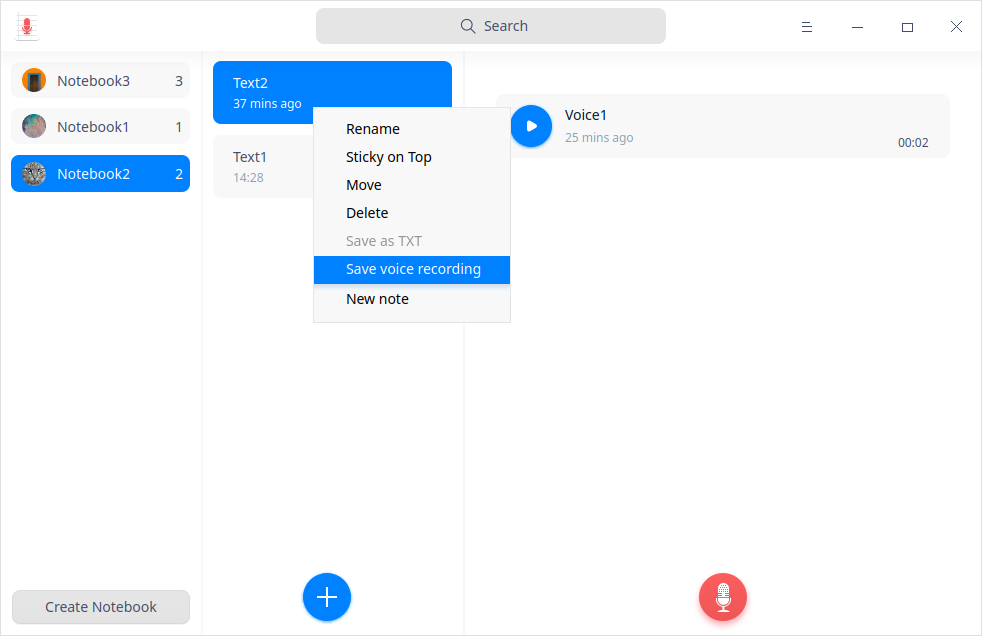 Search
Notebook3 3
Notebook1 1
Notebook2 2
Create Notebook
Text2
37 mins ago
Text1
14:28
Rename
Sticky on Top
Move
Delete
Save as TXT
Save voice recording
New note
Voice1
25 mins ago
00:02